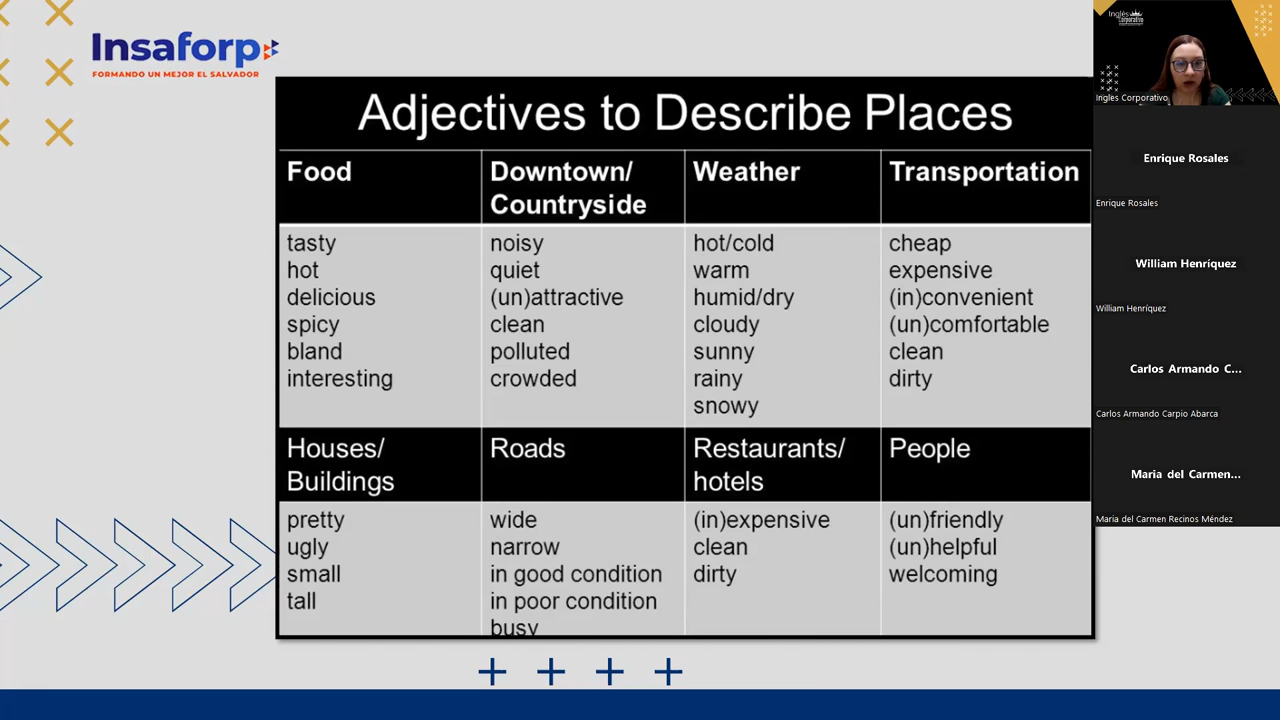 Insaforp
FORMANDO UN MEJOR EL SALVADOR
Adjectives to Describe Places
Food
tasty
hot
delicious
spicy
bland
interesting
Downtown/
Countryside
noisy
quiet
(un)attractive
clean
polluted
crowded
Weather
hot/cold
warm
humid/dry
cloudy
sunny
rainy
snowy
Transportation
cheap
expensive
(in)convenient
(un)comfortable
clean
dirty
Houses/
Buildings
pretty
ugly
small
tall
Roads
wide
narrow
in good condition
in poor condition
busy
Restaurants/
hotels
(in)expensive
clean
dirty
People
(un)friendly
(un)helpful
welcoming
Inglés
Corporativo
Ingles Corporativo
Enrique Rosales
Enrique Rosales
William Henríquez
William Henríquez
Carlos Armando C...
Carlos Armando Carpio Abarca
Maria del Carmen...
Maria del Carmen Recinos Méndez